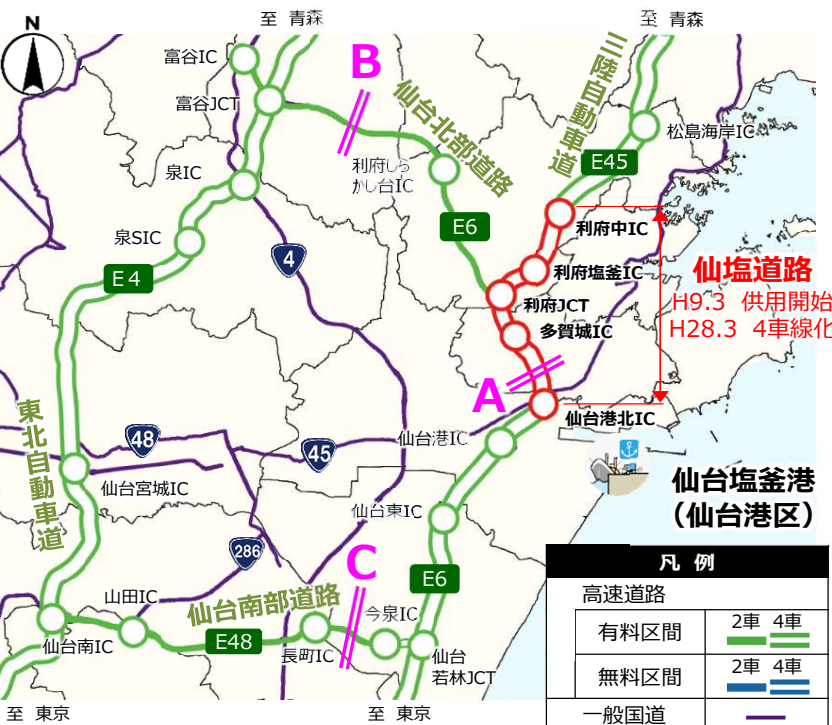 N
至 青森
至 青森
富谷IC
B
三陸自動車道
富谷JCT
仙台北部道路
松島海岸IC
泉IC
利府しら
かし台IC
E45
E6
利府中IC
泉SIC
4
利府塩釜IC
仙塩道路
E4
利府JCT
H9.3 供用開始
多賀城IC
H28.3 4車線化
A
仙台港北IC
東北自動車道
48
仙台港IC
45
仙台宮城IC
仙台塩釜港
(仙台港区)
仙台東IC
286
C
E6
凡 例
山田IC
仙台南部道路
今泉IC
高速道路
有料区間
2車 4車
仙台南IC
E48
長町IC
仙台
若林JCT
無料区間
2車 4車
至 東京
至 東京
一般国道